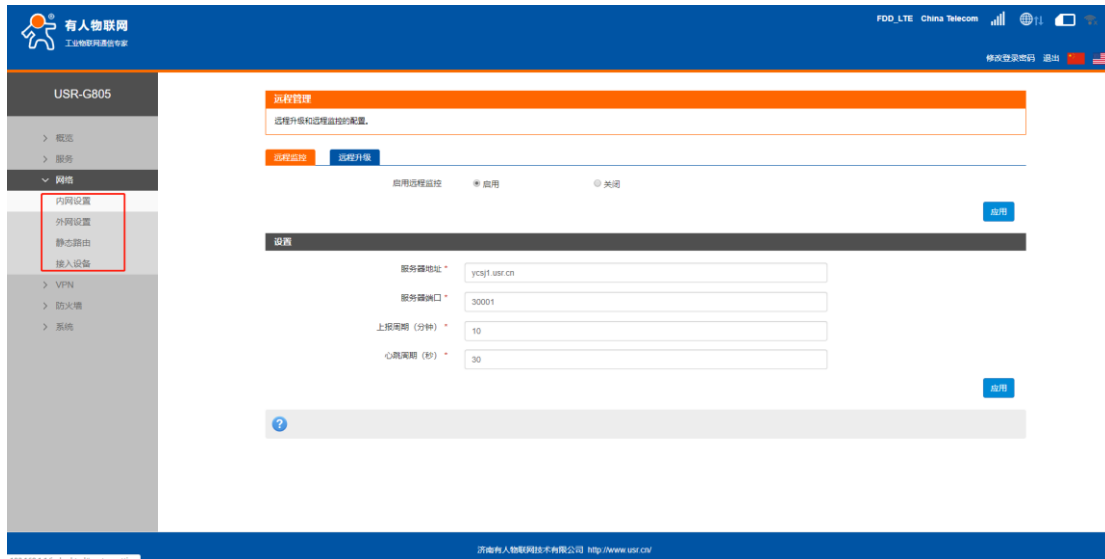 有人物联网
工业物联网通信专家
FDD_LTE China Telecom
修改登录密码 退出
USR-G805
> 概览
> 服务
网络
内网设置
外网设置
静态路由
接入设备
> VPN
> 防火墙
> 系统
远程管理
远程升级和远程监控的配置。
远程监控 远程升级
启用远程监控 启用 关闭
应用
设置
服务器地址 * ycsj1.usr.cn
服务器端口 * 30001
上报周期（分钟） * 10
心跳周期（秒） * 30
应用
济南有人物联网技术有限公司 http://www.usr.cn/